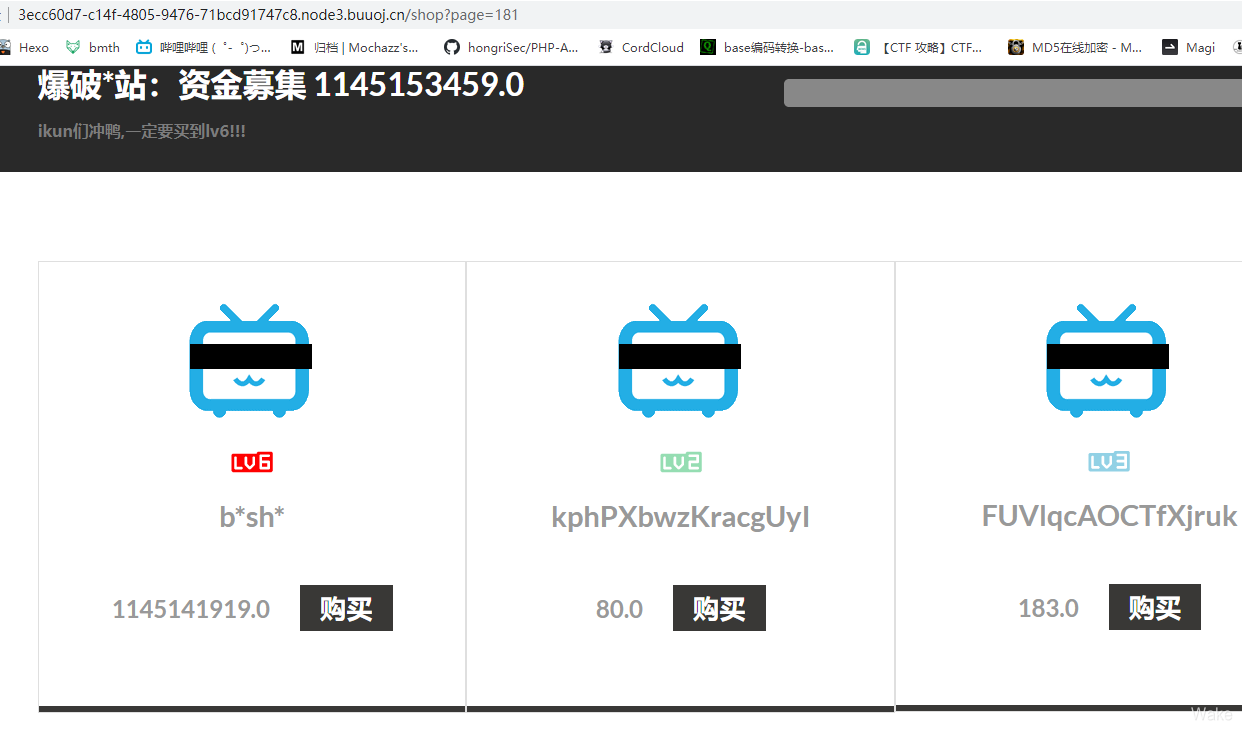 3ecc60d7-c14f-4805-9476-71bcd91747c8.node3.buuoj.cn/shop?page=181
Hexo bmth 哔哩哔哩 ( ゜- ゜)つ... 归档 | Mochazz's... hongriSec/PHP-A... CordCloud base编码转换-bas... 【CTF 攻略】CTF... MD5在线加密 - M... Magi
爆破*站：资金募集 1145153459.0
ikun们冲鸭,一定要买到lv6!!!
LV6 LV2 LV3
b*sh* kphPXbwzKracgUyI FUVIqcAOCTfXjruk
1145141919.0 购买 80.0 购买 183.0 购买
Wake